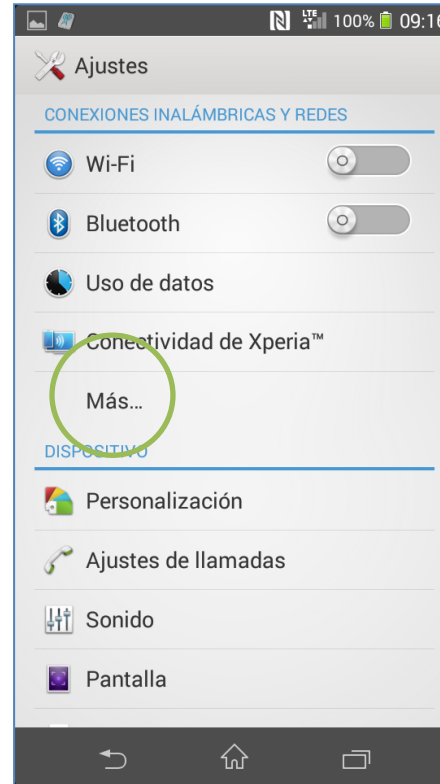 LTE 100% 09:16
Ajustes
CONEXIONES INALÁMBRICAS Y REDES
Wi-Fi
Bluetooth
Uso de datos
Conectividad de Xperia™
Más...
DISPOSITIVO
Personalización
Ajustes de llamadas
Sonido
Pantalla